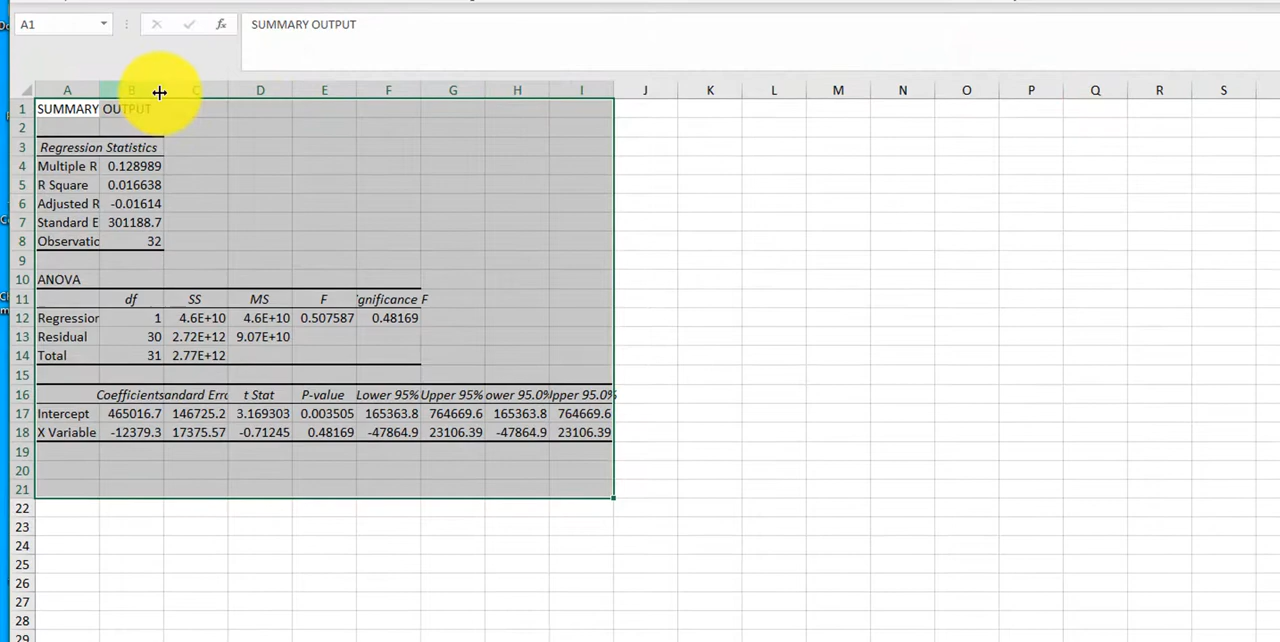 A1 fx SUMMARY OUTPUT
A B C D E F G H I J K L M N O P Q R S
1 SUMMARY OUTPUT
2
3 Regression Statistics
4 Multiple R 0.128989
5 R Square 0.016638
6 Adjusted R -0.01614
7 Standard E 301188.7
8 Observatic 32
9
10 ANOVA
11 df SS MS F ignificance F
12 Regression 1 4.6E+10 4.6E+10 0.507587 0.48169
13 Residual 30 2.72E+12 9.07E+10
14 Total 31 2.77E+12
15
16 Coefficients andard Erro t Stat P-value Lower 95% Upper 95% ower 95.0% Upper 95.0%
17 Intercept 465016.7 146725.2 3.169303 0.003505 165363.8 764669.6 165363.8 764669.6
18 X Variable -12379.3 17375.57 -0.71245 0.48169 -47864.9 23106.39 -47864.9 23106.39
19
20
21
22
23
24
25
26
27
28
29